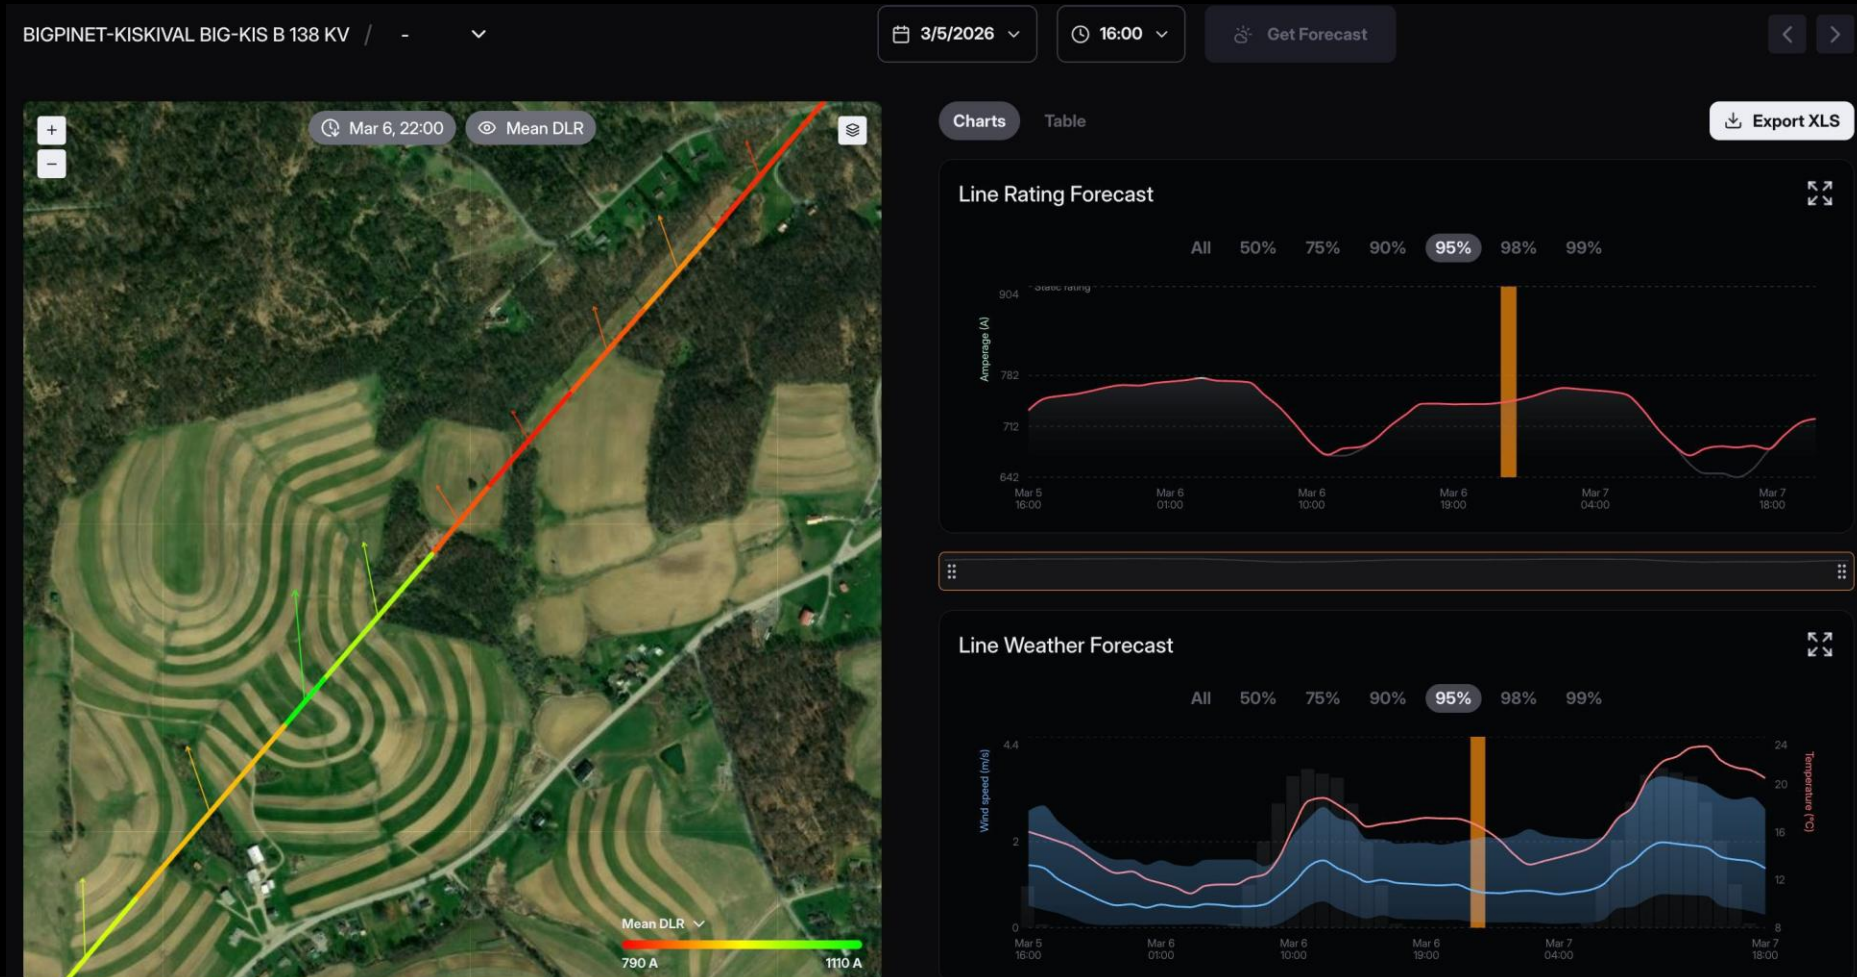 BIGPINET-KISKIVAL BIG-KIS B 138 KV / -
3/5/2026
16:00
Get Forecast
+
−
Mar 6, 22:00
Mean DLR
Mean DLR
790 A 1110 A
Charts Table
Export XLS
Line Rating Forecast
All 50% 75% 90% 95% 98% 99%
Static rating
Amperage (A)
904
782
712
642
Mar 5 Mar 6 Mar 6 Mar 6 Mar 7 Mar 7
16:00 01:00 10:00 19:00 04:00 18:00
Line Weather Forecast
All 50% 75% 90% 95% 98% 99%
Wind speed (m/s)
4.4
2
0
24
20
16
12
8
Temperature (°C)
Mar 5 Mar 6 Mar 6 Mar 6 Mar 7 Mar 7
16:00 01:00 10:00 19:00 04:00 18:00